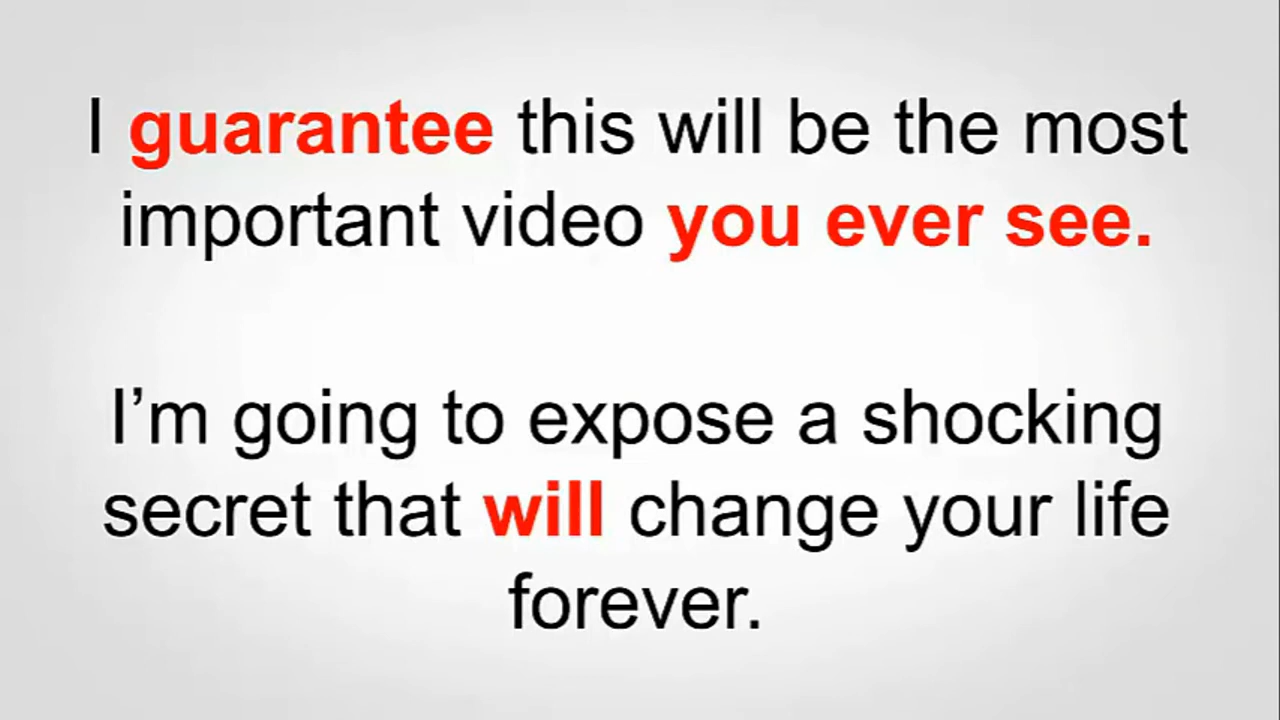 I guarantee this will be the most
important video you ever see.
I’m going to expose a shocking
secret that will change your life
forever.